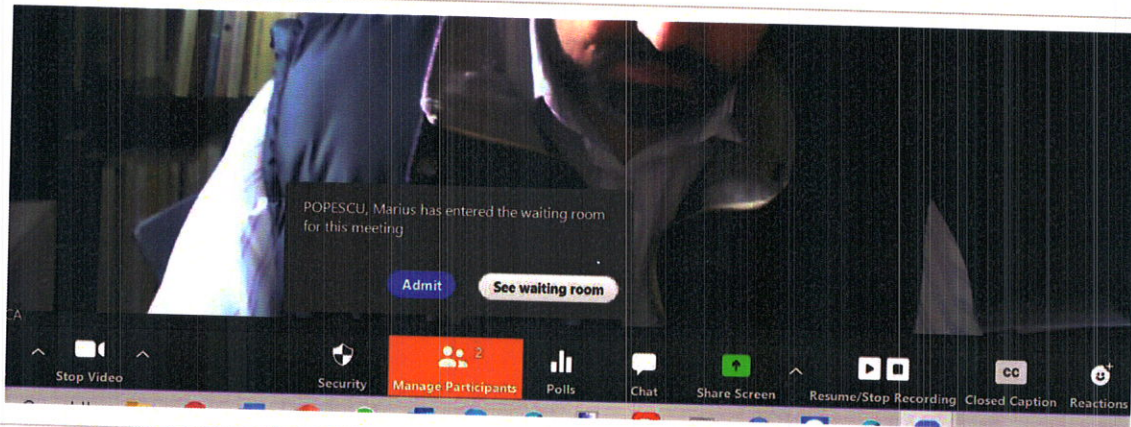 POPESCU, Marius has entered the waiting room
for this meeting
Admit
See waiting room
CA
2
Stop Video
Security
Manage Participants
Polls
Chat
Share Screen
Resume/Stop Recording
CC
Closed Caption
Reactions